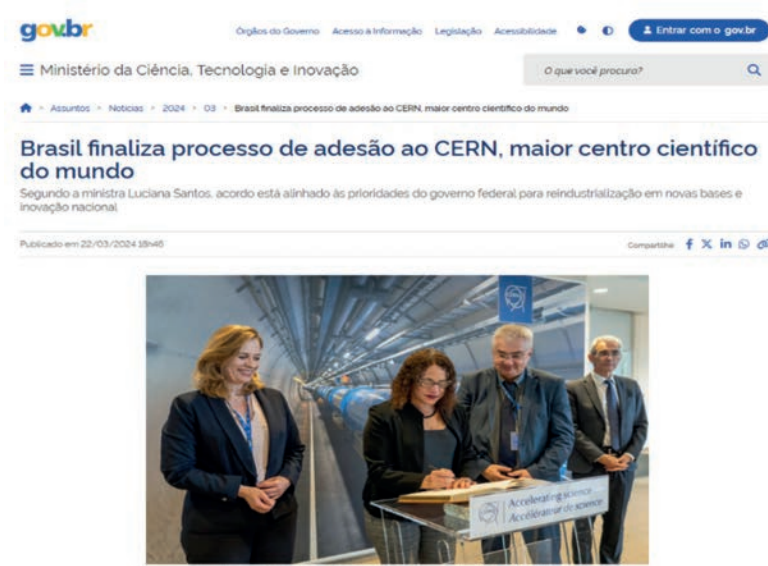 gov.br
Órgãos do Governo Acesso à Informação Legislação Acessibilidade Entrar com o gov.br
Ministério da Ciência, Tecnologia e Inovação O que você procura?
Assuntos Notícias 2024 03 Brasil finaliza processo de adesão ao CERN, maior centro científico do mundo
Brasil finaliza processo de adesão ao CERN, maior centro científico
do mundo
Segundo a ministra Luciana Santos, acordo está alinhado às prioridades do governo federal para reindustrialização em novas bases e
inovação nacional
Publicado em 22/03/2024 18h46 Compartilhe
Accelerating science
Accélérateur de science